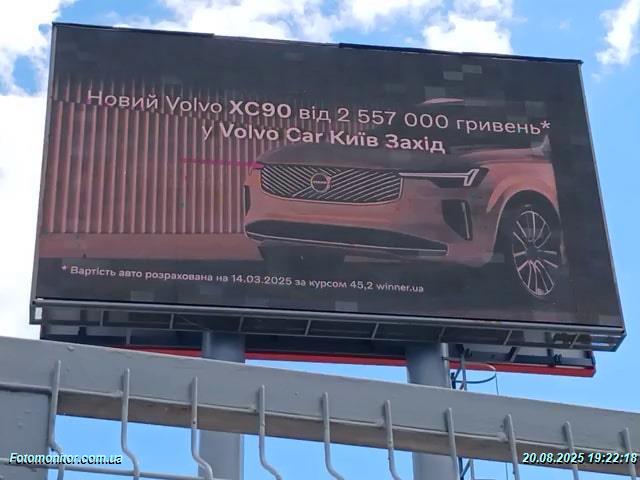 Новий Volvo XC90 від 2 557 000 гривень*
у Volvo Car Київ Захід
* Вартість авто розрахована на 14.03.2025 за курсом 45,2 winner.ua
Fotomonitor.com.ua
20.08.2025 19:22:18